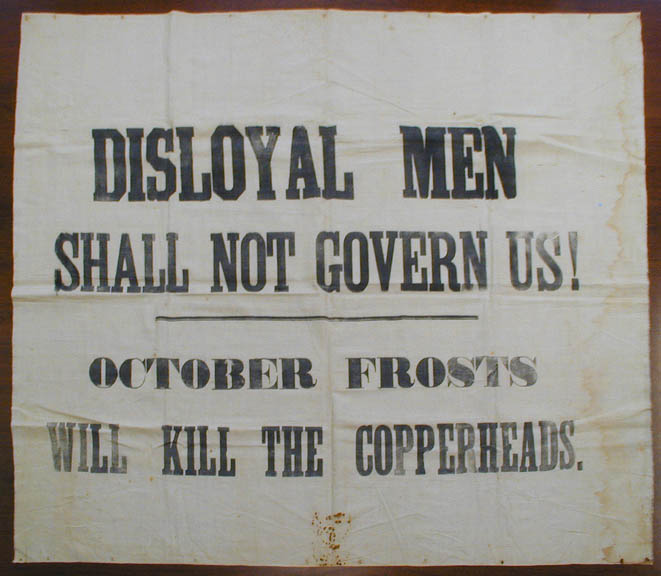 DISLOYAL MEN
SHALL NOT GOVERN US!
OCTOBER FROSTS
WILL KILL THE COPPERHEADS.